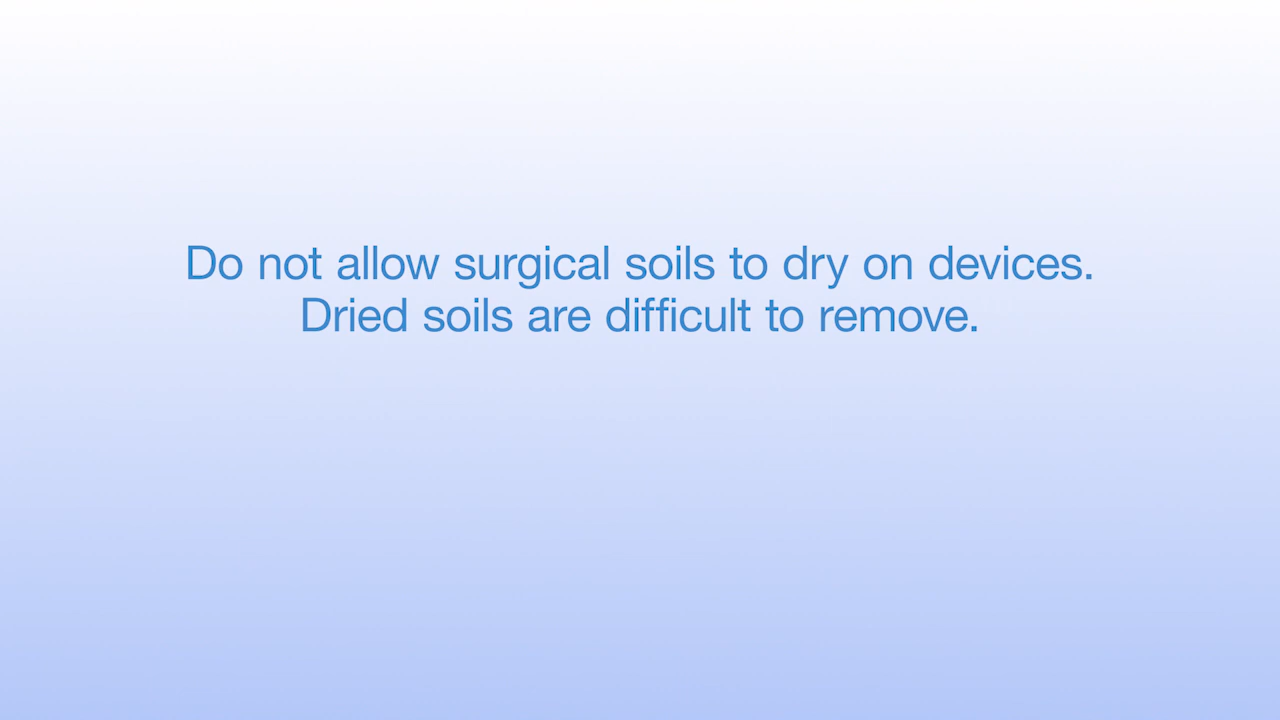 Do not allow surgical soils to dry on devices.
Dried soils are difficult to remove.